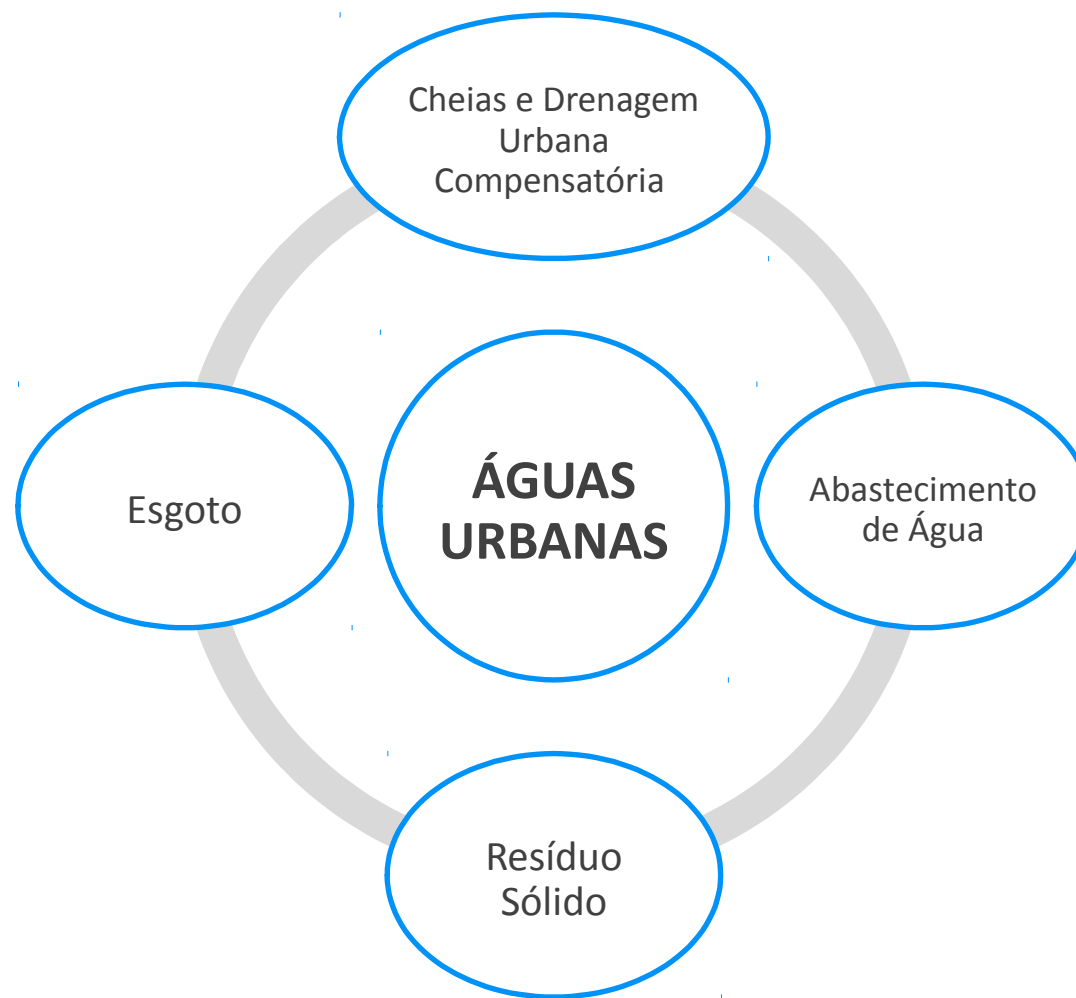 Cheias e Drenagem
Urbana
Compensatória
Esgoto
ÁGUAS
URBANAS
Abastecimento
de Água
Resíduo
Sólido